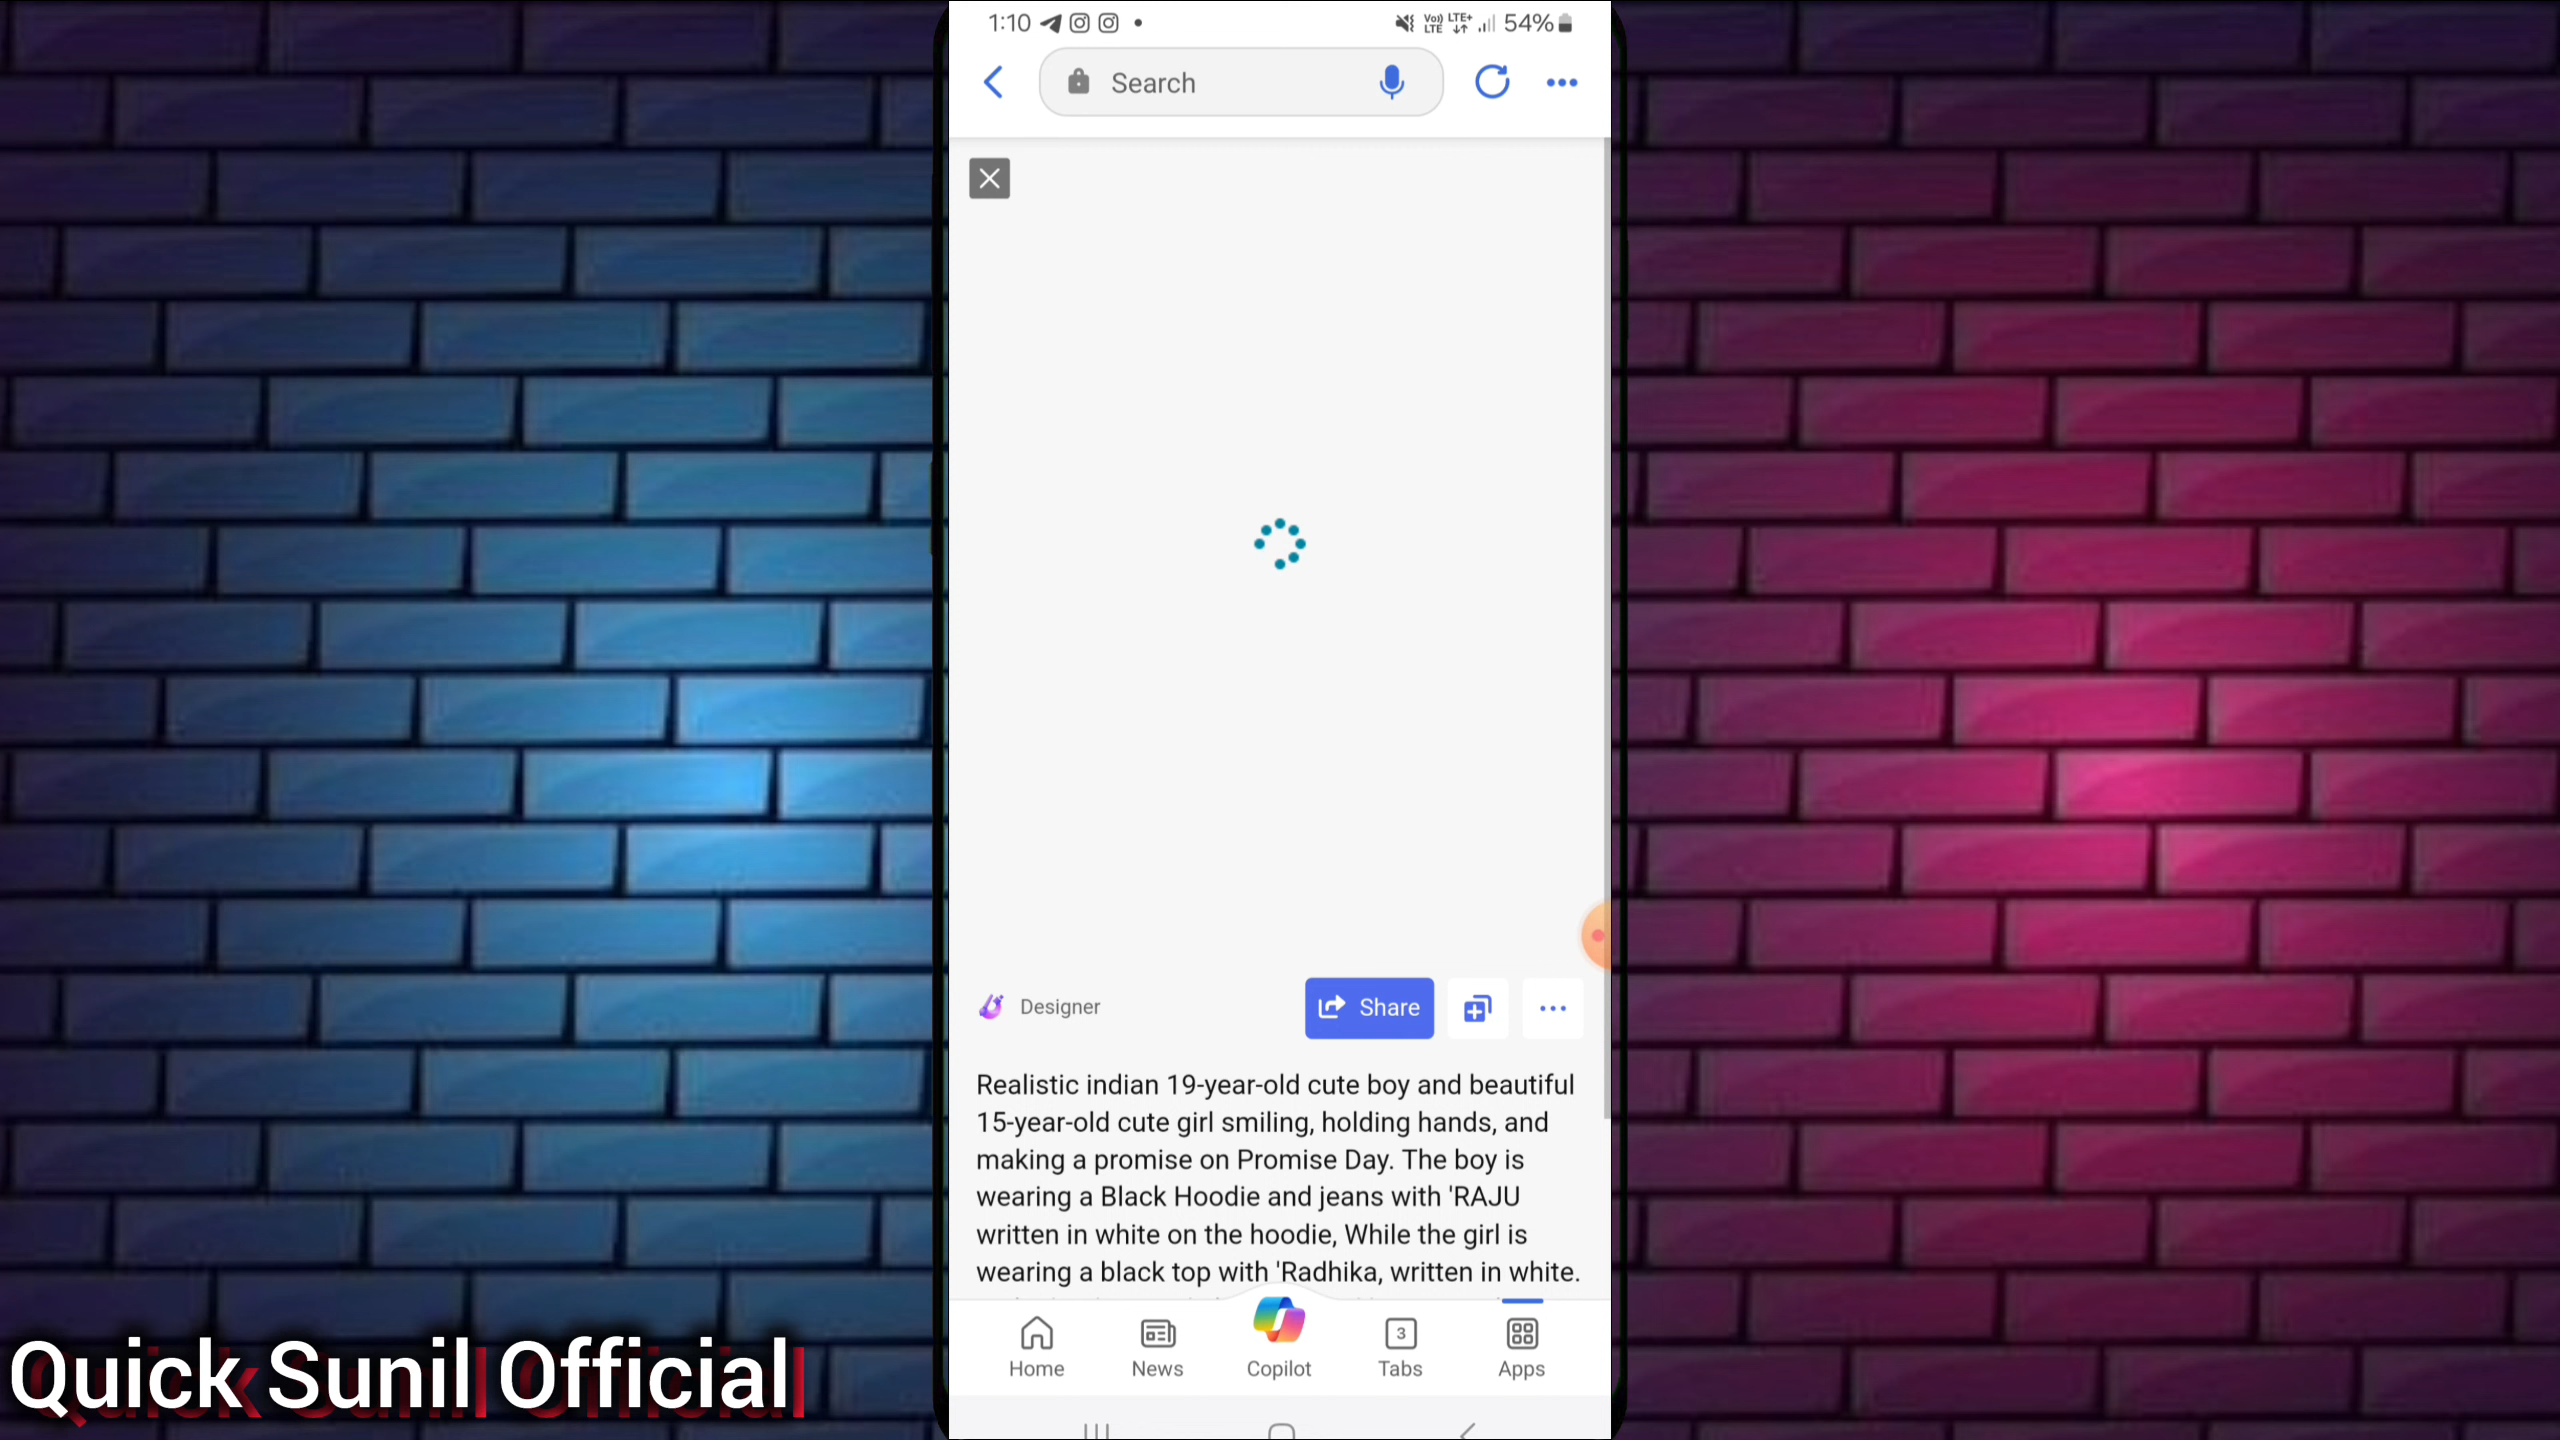 1:10
Vo)) LTE LTE+ 54%
Search
Designer
Share
Realistic indian 19-year-old cute boy and beautiful
15-year-old cute girl smiling, holding hands, and
making a promise on Promise Day. The boy is
wearing a Black Hoodie and jeans with 'RAJU
written in white on the hoodie, While the girl is
wearing a black top with 'Radhika, written in white.
3
Home
News
Copilot
Tabs
Apps
Quick Sunil Official